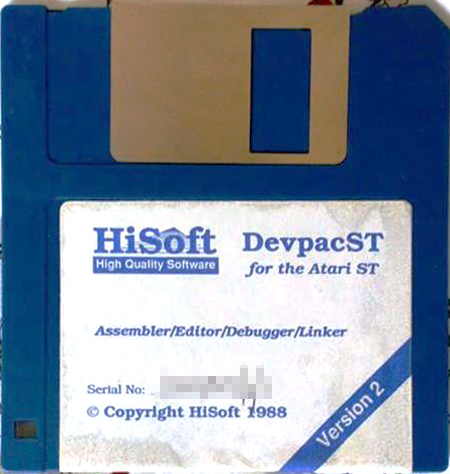 HiSoft
High Quality Software
DevpacST
for the Atari ST
Assembler/Editor/Debugger/Linker
Serial No:
© Copyright HiSoft 1988
Version 2